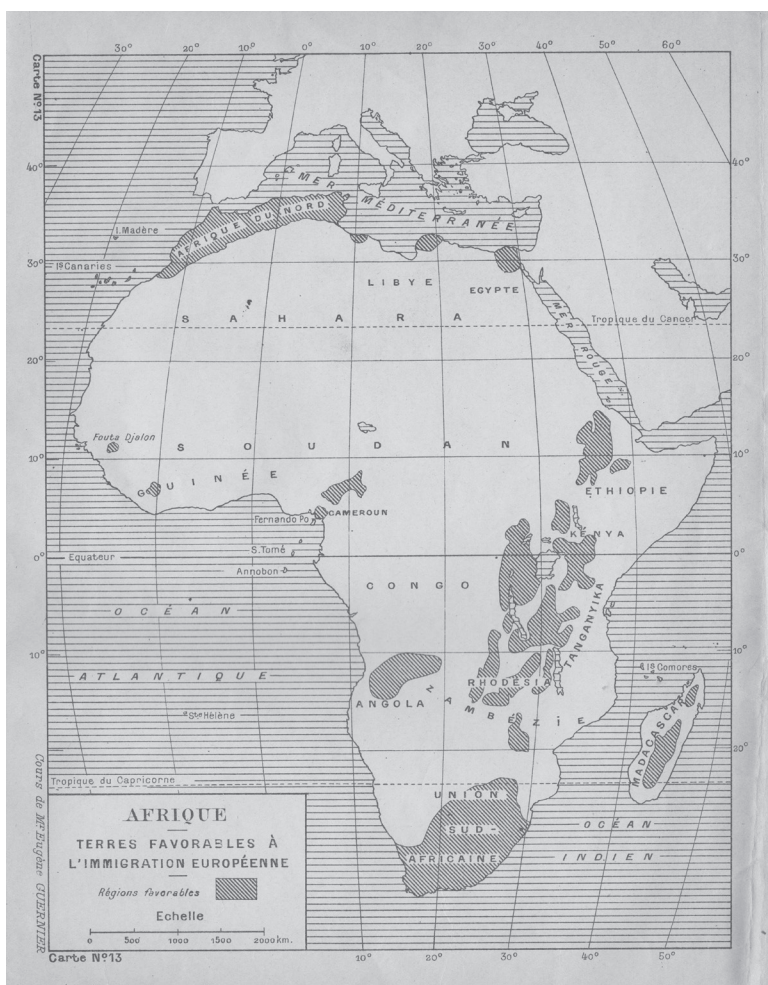 Carte Nº13
30° 20° 10° 0° 10° 20° 30° 40° 50° 60°
40° 40°
MER MÉDITERRANÉE
AFRIQUE DU NORD
I. Madère
30° 30°
Iˢ Canaries
LIBYE
EGYPTE
SAHARA
Tropique du Cancer
MER ROUGE
20° 20°
Fouta Djalon
SOUDAN
10° 10°
GUINÉE
ETHIOPIE
CAMEROUN
Fernando Po
KENYA
S. Tomé
0° Equateur 0°
Annobon
CONGO
OCÉAN
TANGANYIKA
10° 10°
Iˢ Comores
ATLANTIQUE
RHODÉSIA
ANGOLA
ZAMBÉZIE
Sᵗᵉ Hélène
MADAGASCAR
20°
Tropique du Capricorne
UNION
SUD-
AFRICAINE
OCÉAN
INDIEN
AFRIQUE
TERRES FAVORABLES À
L'IMMIGRATION EUROPÉENNE
Régions favorables
Echelle
0 500 1000 1500 2000 km.
Carte Nº13
10° 20° 30° 40° 50°
Cours de Mʳ Eugène GUERNIER